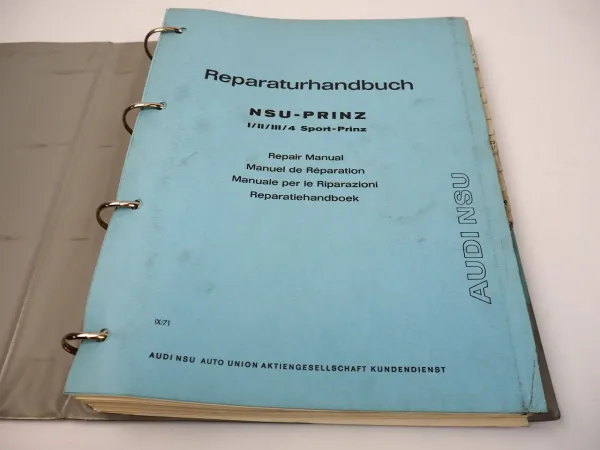 Reparaturhandbuch
NSU-PRINZ
I/II/III/4 Sport-Prinz
Repair Manual
Manuel de Réparation
Manuale per le Riparazioni
Reparatiehandboek
AUDI NSU
IX/71
AUDI NSU AUTO UNION AKTIENGESELLSCHAFT KUNDENDIENST